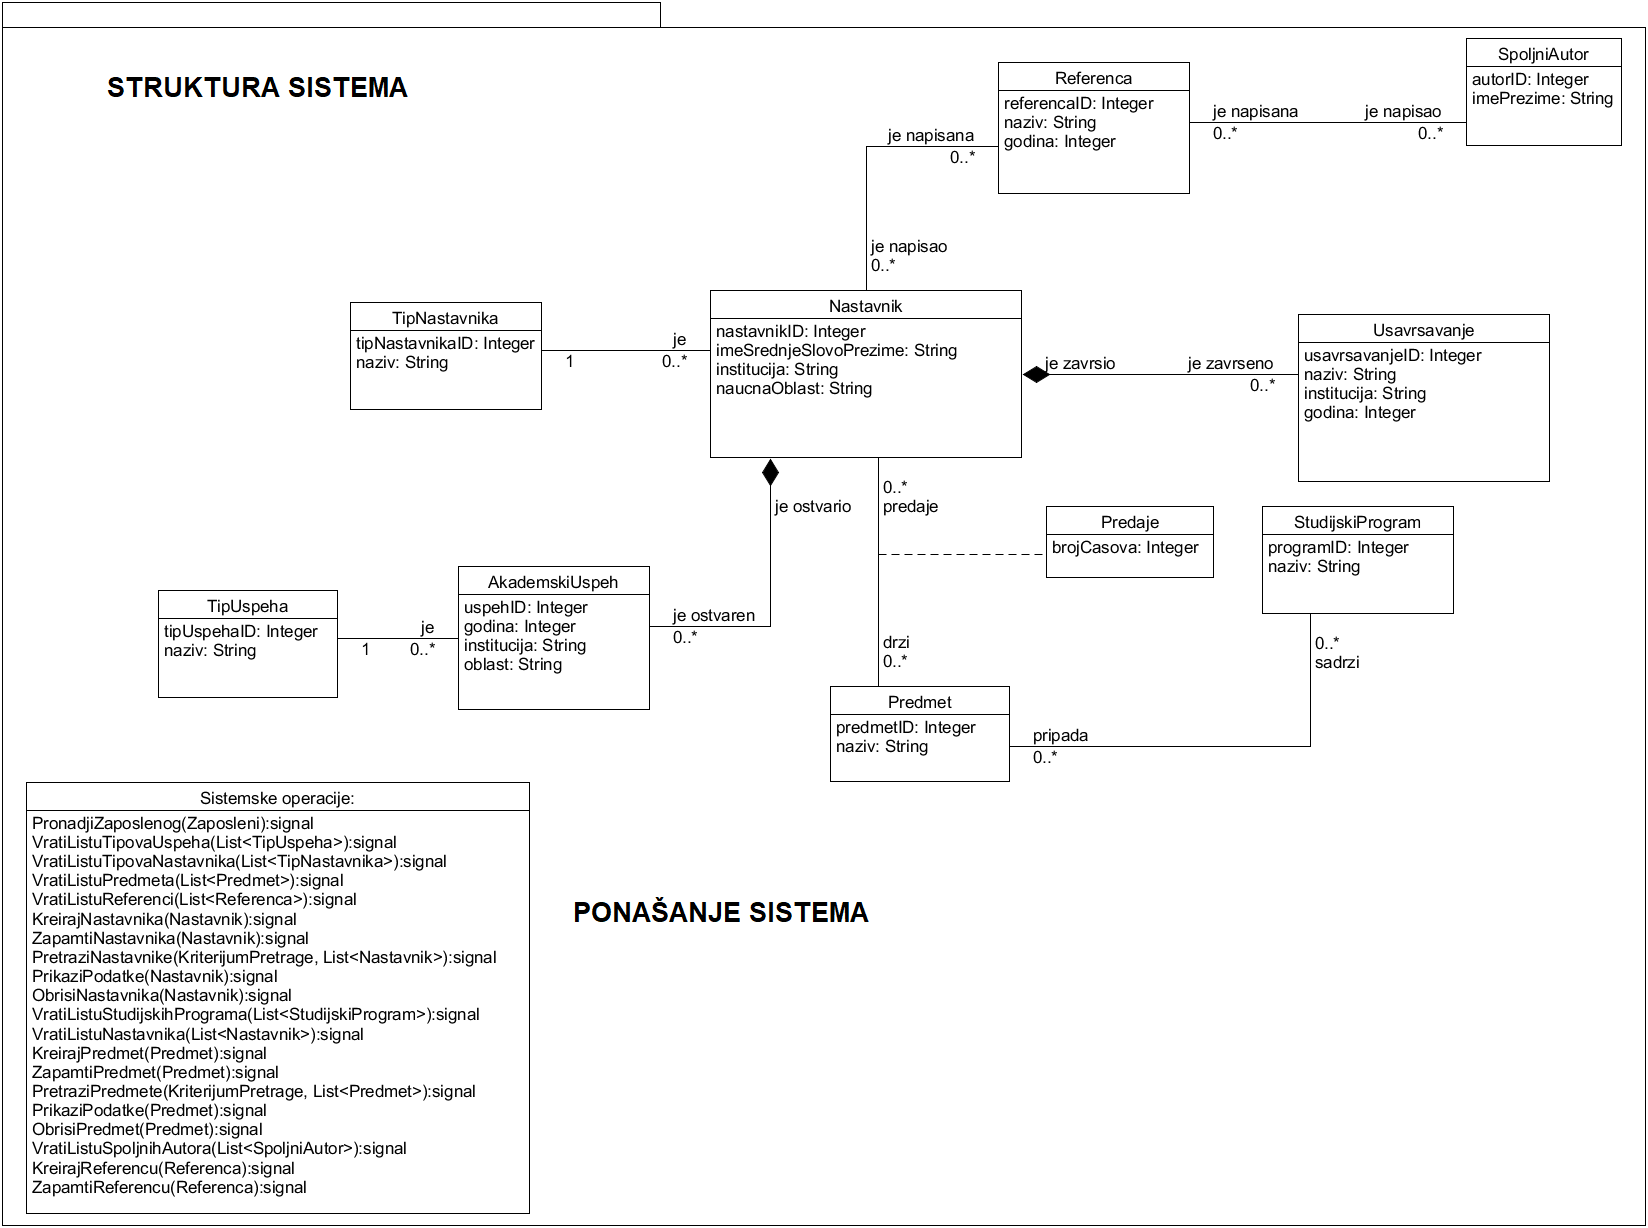 STRUKTURA SISTEMA
SpoljniAutor
autorID: Integer
imePrezime: String
Referenca
referencaID: Integer
naziv: String
godina: Integer
je napisana
0..*
je napisao
0..*
je napisana
0..*
je napisao
0..*
TipNastavnika
tipNastavnikaID: Integer
naziv: String
1
je
0..*
Nastavnik
nastavnikID: Integer
imeSrednjeSlovoPrezime: String
institucija: String
naucnaOblast: String
je zavrsio
je zavrseno
0..*
Usavrsavanje
usavrsavanjeID: Integer
naziv: String
institucija: String
godina: Integer
je ostvario
0..*
predaje
Predaje
brojCasova: Integer
StudijskiProgram
programID: Integer
naziv: String
TipUspeha
tipUspehaID: Integer
naziv: String
1
je
0..*
AkademskiUspeh
uspehID: Integer
godina: Integer
institucija: String
oblast: String
je ostvaren
0..*
drzi
0..*
0..*
sadrzi
Predmet
predmetID: Integer
naziv: String
pripada
0..*
Sistemske operacije:
PronadjiZaposlenog(Zaposleni):signal
VratiListuTipovaUspeha(List<TipUspeha>):signal
VratiListuTipovaNastavnika(List<TipNastavnika>):signal
VratiListuPredmeta(List<Predmet>):signal
VratiListuReferenci(List<Referenca>):signal
KreirajNastavnika(Nastavnik):signal
ZapamtiNastavnika(Nastavnik):signal
PretraziNastavnike(KriterijumPretrage, List<Nastavnik>):signal
PrikaziPodatke(Nastavnik):signal
ObrisiNastavnika(Nastavnik):signal
VratiListuStudijskihPrograma(List<StudijskiProgram>):signal
VratiListuNastavnika(List<Nastavnik>):signal
KreirajPredmet(Predmet):signal
ZapamtiPredmet(Predmet):signal
PretraziPredmete(KriterijumPretrage, List<Predmet>):signal
PrikaziPodatke(Predmet):signal
ObrisiPredmet(Predmet):signal
VratiListuSpoljnihAutora(List<SpoljniAutor>):signal
KreirajReferencu(Referenca):signal
ZapamtiReferencu(Referenca):signal
PONAŠANJE SISTEMA